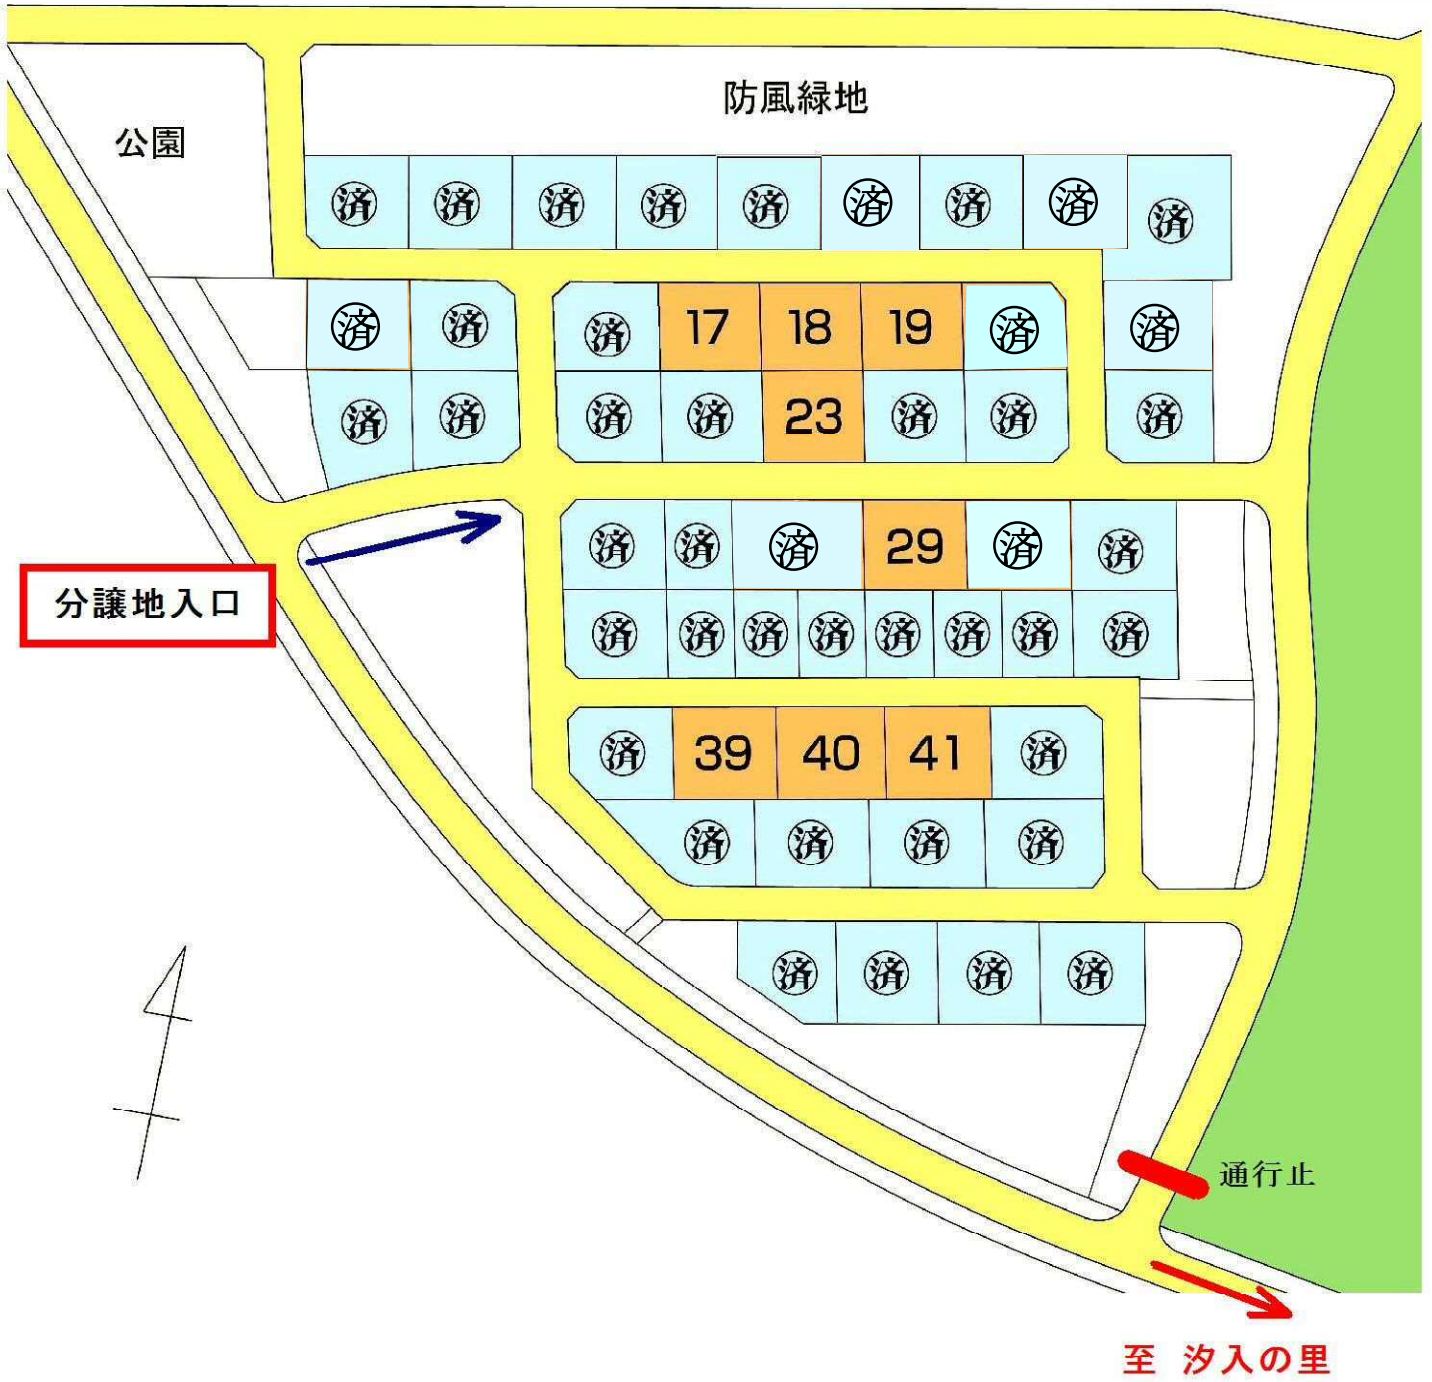 防風緑地
公園
済 済 済 済 済 済 済 済 済
済 済 済 17 18 19 済 済
済 済 済 済 23 済 済 済
済 済 済 29 済 済
分譲地入口
済 済 済 済 済 済 済 済
済 39 40 41 済
済 済 済 済
済 済 済 済
通行止
至 汐入の里